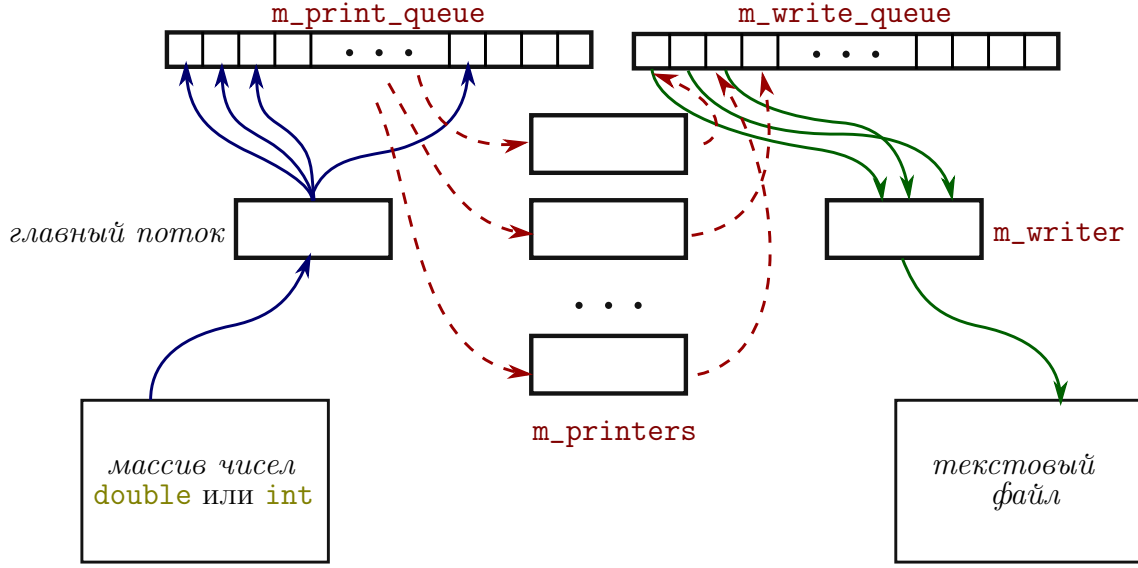 m_print_queue
m_write_queue
главный поток
m_writer
m_printers
массив чисел
double или int
текстовый
файл